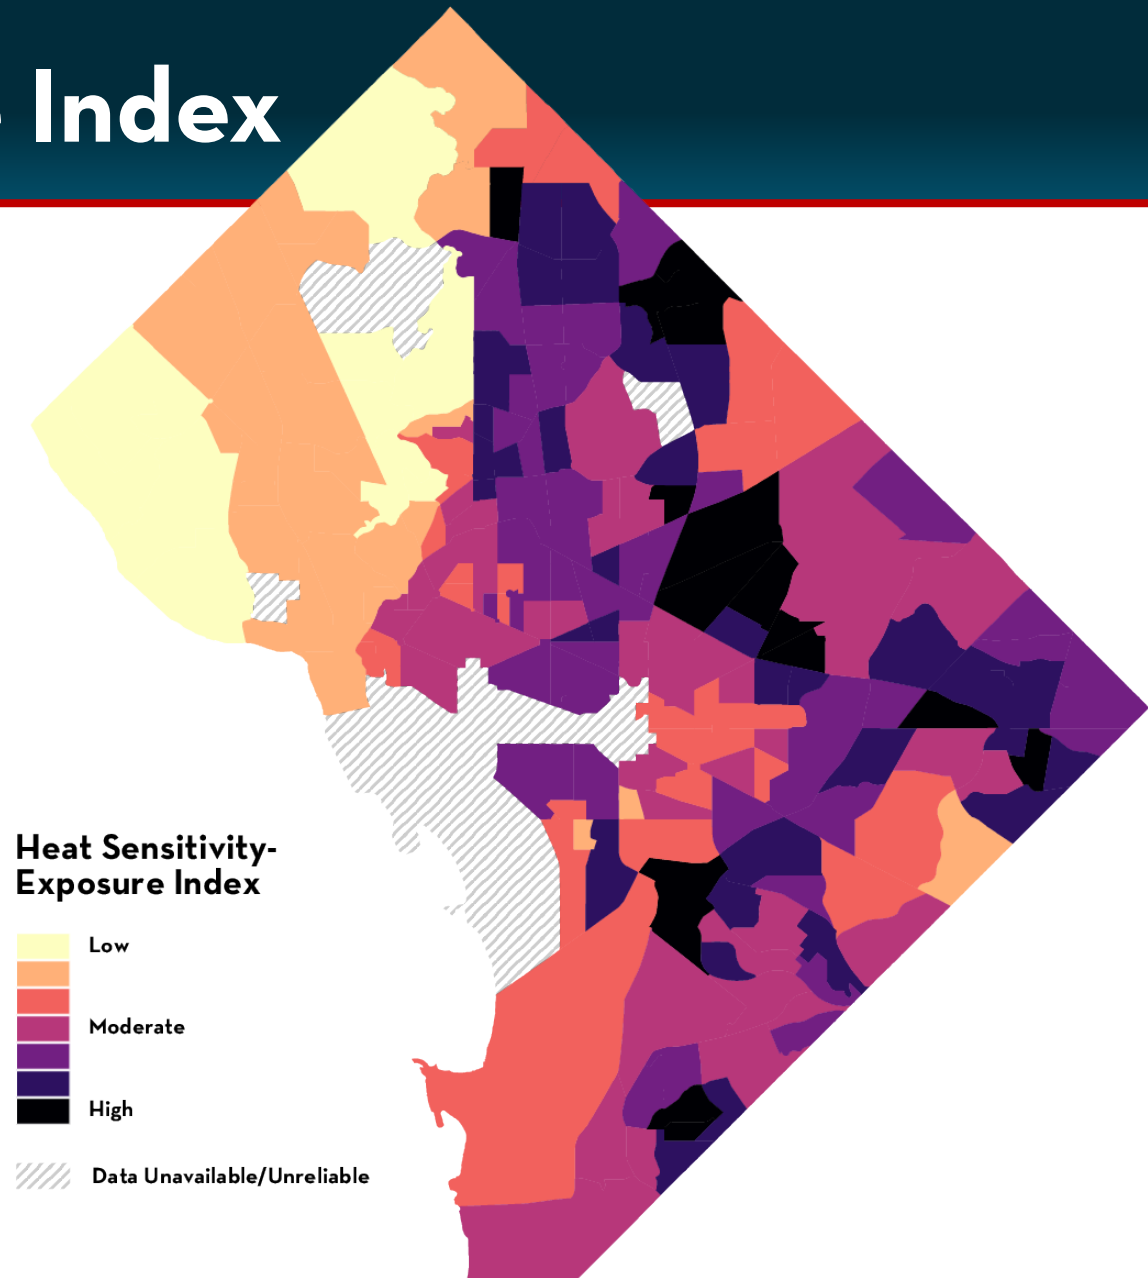 Index
Heat Sensitivity-
Exposure Index
Low
Moderate
High
Data Unavailable/Unreliable